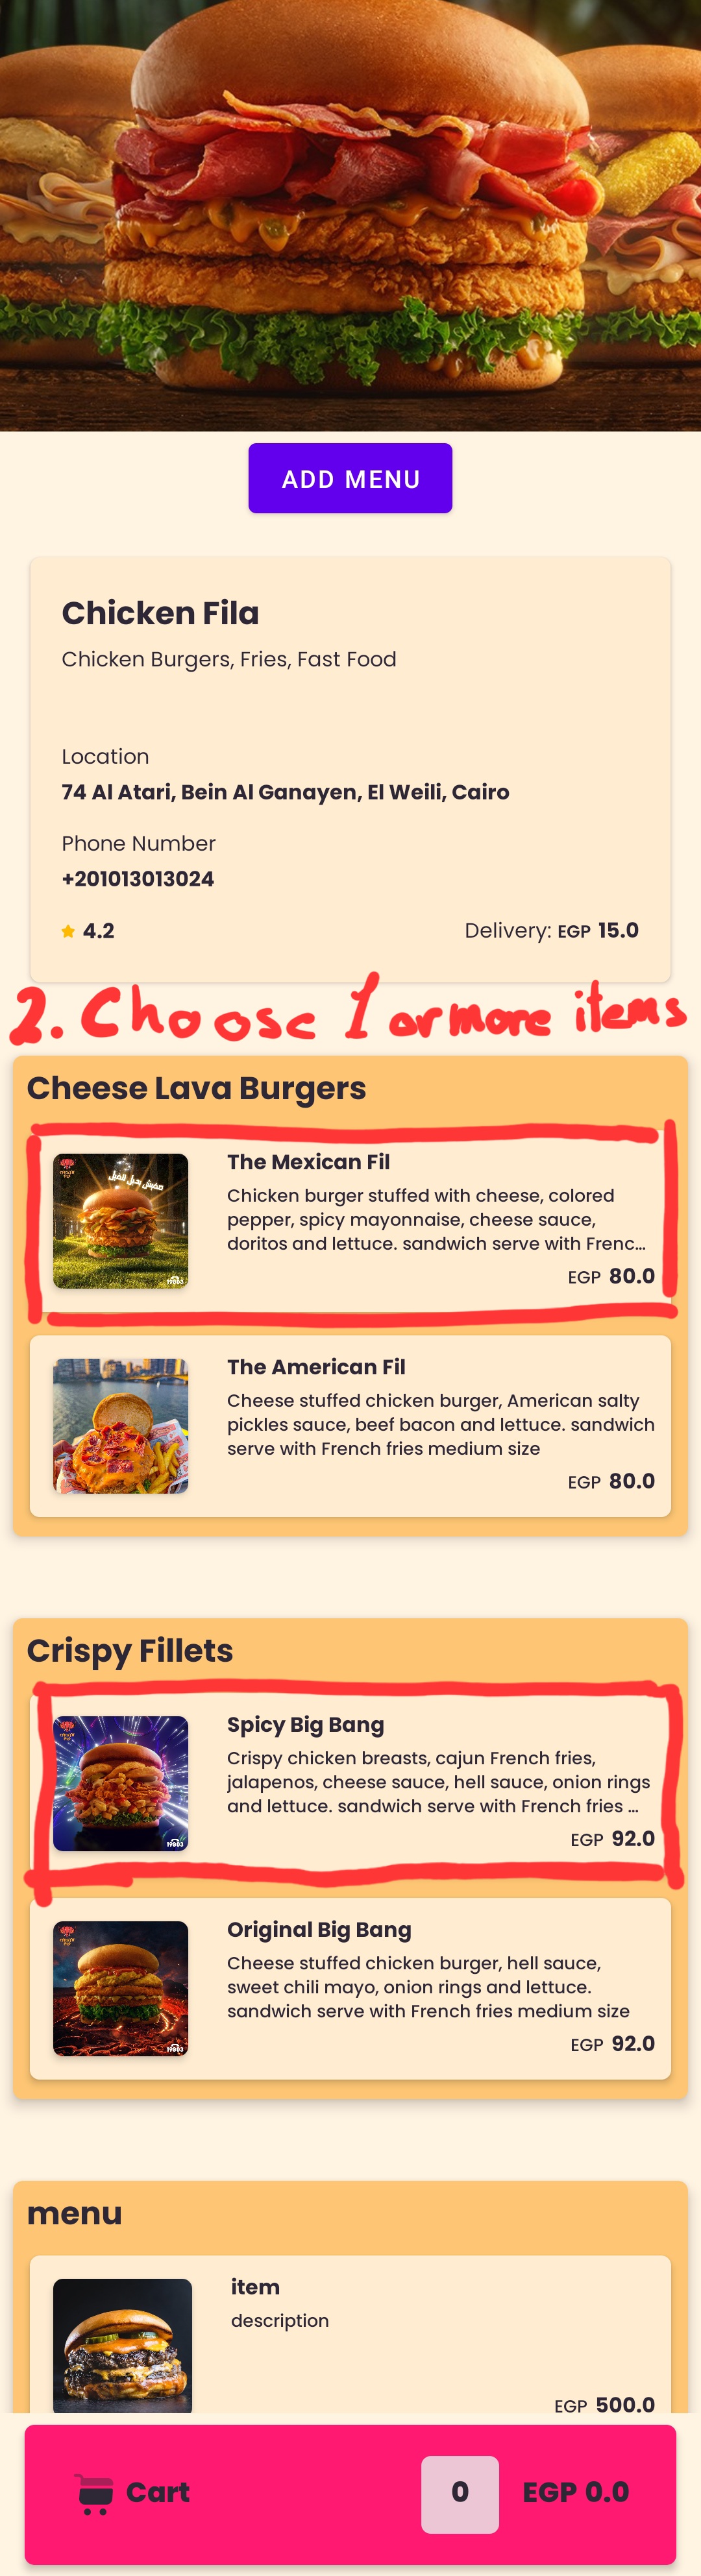 ADD MENU
Chicken Fila
Chicken Burgers, Fries, Fast Food
Location
74 Al Atari, Bein Al Ganayen, El Weili, Cairo
Phone Number
+201013013024
4.2
Delivery: EGP 15.0
2. Choose 1 or more items
Cheese Lava Burgers
The Mexican Fil
Chicken burger stuffed with cheese, colored
pepper, spicy mayonnaise, cheese sauce,
doritos and lettuce. sandwich serve with Frenc...
EGP 80.0
The American Fil
Cheese stuffed chicken burger, American salty
pickles sauce, beef bacon and lettuce. sandwich
serve with French fries medium size
EGP 80.0
Crispy Fillets
Spicy Big Bang
Crispy chicken breasts, cajun French fries,
jalapenos, cheese sauce, hell sauce, onion rings
and lettuce. sandwich serve with French fries ...
19803
EGP 92.0
Original Big Bang
Cheese stuffed chicken burger, hell sauce,
sweet chili mayo, onion rings and lettuce.
sandwich serve with French fries medium size
19803
EGP 92.0
menu
item
description
EGP 500.0
Cart
0
EGP 0.0